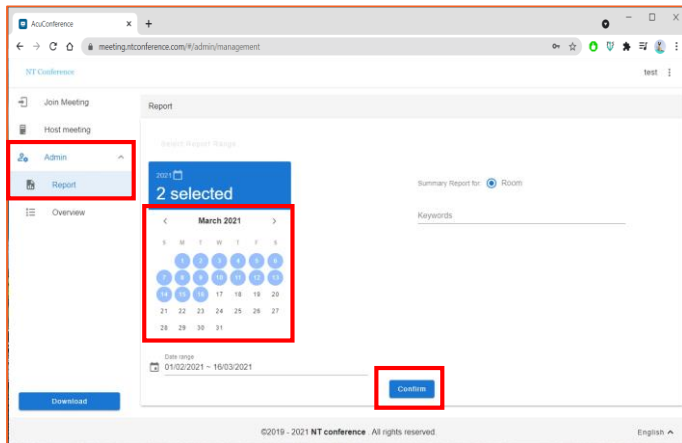 AcuConference
meeting.ntconference.com/#/admin/management
NT Conference
test
Join Meeting
Host meeting
Admin
Report
Overview
Download
Report
Select Report Range
2021
2 selected
March 2021
S M T W T F S
1 2 3 4 5 6
7 8 9 10 11 12 13
14 15 16 17 18 19 20
21 22 23 24 25 26 27
28 29 30 31
Date range
01/02/2021 ~ 16/03/2021
Summary Report for: Room
Keywords
Confirm
©2019 - 2021 NT conference . All rights reserved.
English